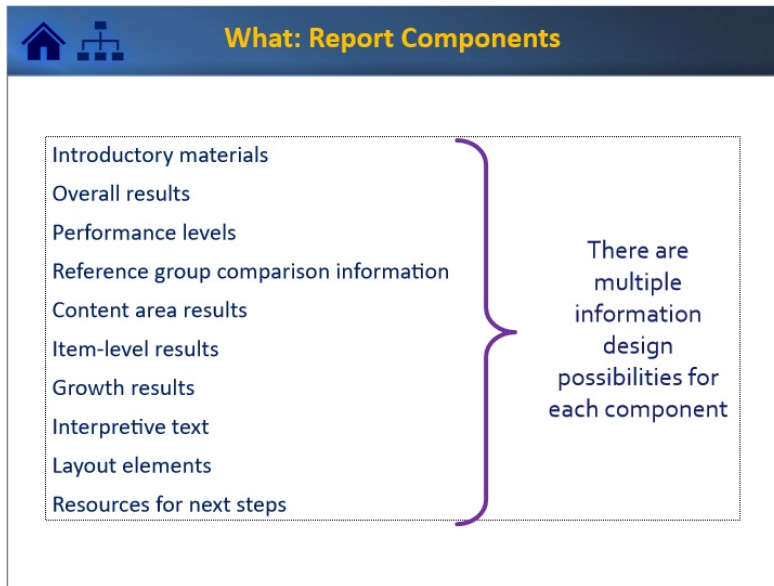 What: Report Components
Introductory materials
Overall results
Performance levels
Reference group comparison information
Content area results
Item-level results
Growth results
Interpretive text
Layout elements
Resources for next steps
There are
multiple
information
design
possibilities for
each component